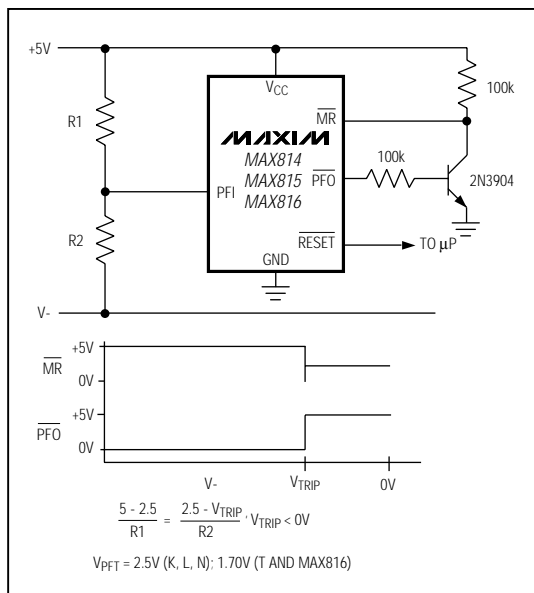 +5V
VCC
100k
R1
MR
MAXIM
MAX814
100k
MAX815
PFO
2N3904
PFI
MAX816
R2
RESET
TO µP
GND
V-
+5V
MR
0V
+5V
PFO
0V
V- VTRIP 0V
5 - 2.5 = 2.5 - VTRIP , VTRIP < 0V
R1 R2
VPFT = 2.5V (K, L, N); 1.70V (T AND MAX816)